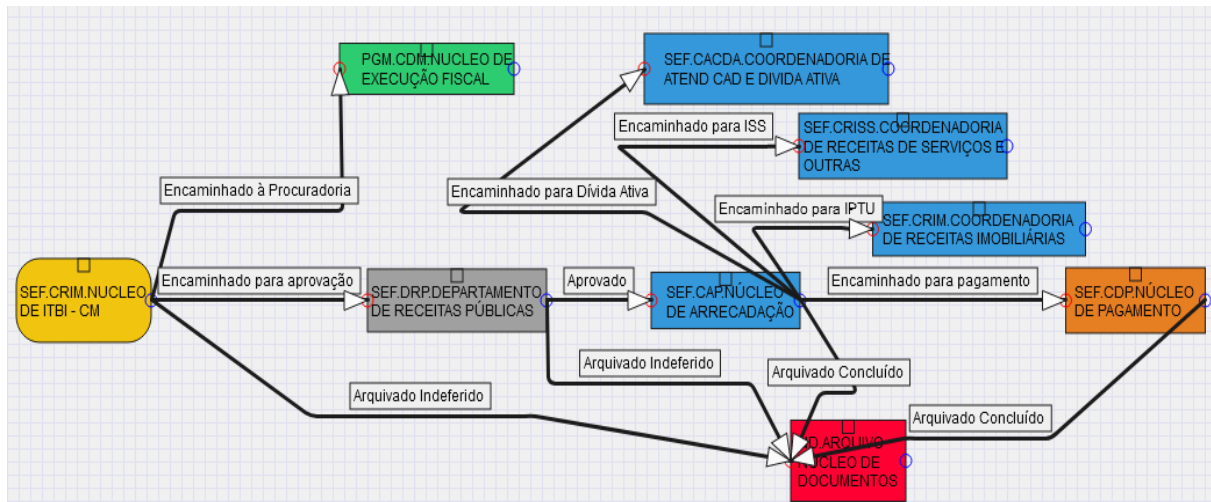 PGM.CDM.NUCLEO DE
EXECUÇÃO FISCAL
SEF.CACDA.COORDENADORIA DE
ATEND CAD E DIVIDA ATIVA
Encaminhado para ISS
SEF.CRISS.COORDENADORIA
DE RECEITAS DE SERVIÇOS E
OUTRAS
Encaminhado à Procuradoria
Encaminhado para Dívida Ativa
Encaminhado para IPTU
SEF.CRIM.COORDENADORIA
DE RECEITAS IMOBILIÁRIAS
SEF.CRIM.NUCLEO
DE ITBI - CM
Encaminhado para aprovação
SEF.DRP.DEPARTAMENTO
DE RECEITAS PÚBLICAS
Aprovado
SEF.CAP.NÚCLEO
DE ARRECADAÇÃO
Encaminhado para pagamento
SEF.CDP.NÚCLEO
DE PAGAMENTO
Arquivado Indeferido
Arquivado Indeferido
Arquivado Concluído
Arquivado Concluído
ARQUIVO
NÚCLEO DE
DOCUMENTOS